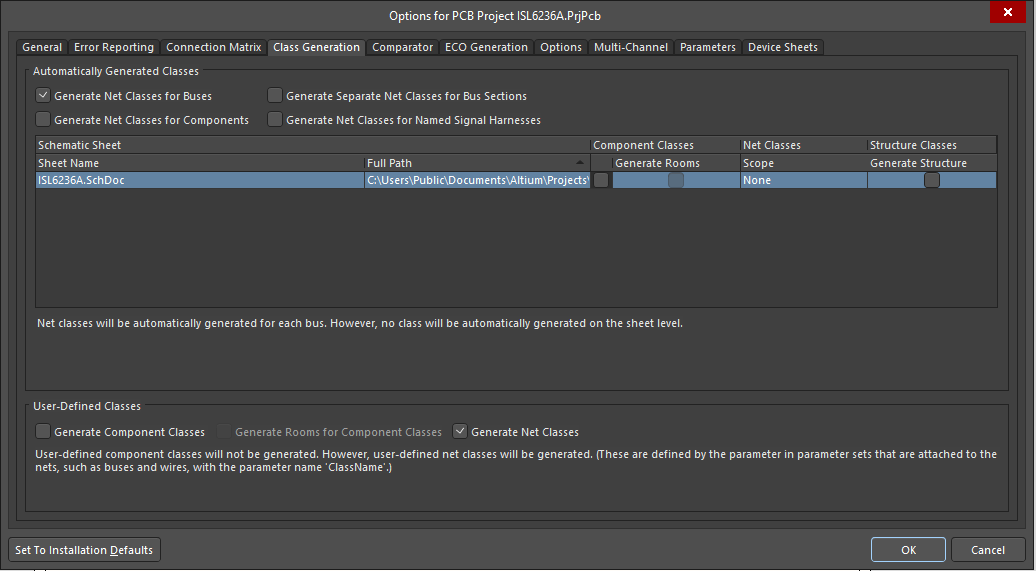 Options for PCB Project ISL6236A.PrjPcb
General Error Reporting Connection Matrix Class Generation Comparator ECO Generation Options Multi-Channel Parameters Device Sheets
Automatically Generated Classes
Generate Net Classes for Buses Generate Separate Net Classes for Bus Sections
Generate Net Classes for Components Generate Net Classes for Named Signal Harnesses
Schematic Sheet Component Classes Net Classes Structure Classes
Sheet Name Full Path Generate Rooms Scope Generate Structure
ISL6236A.SchDoc C:\Users\Public\Documents\Altium\Projects\ None
Net classes will be automatically generated for each bus. However, no class will be automatically generated on the sheet level.
User-Defined Classes
Generate Component Classes Generate Rooms for Component Classes Generate Net Classes
User-defined component classes will not be generated. However, user-defined net classes will be generated. (These are defined by the parameter in parameter sets that are attached to the
nets, such as buses and wires, with the parameter name 'ClassName'.)
Set To Installation Defaults OK Cancel